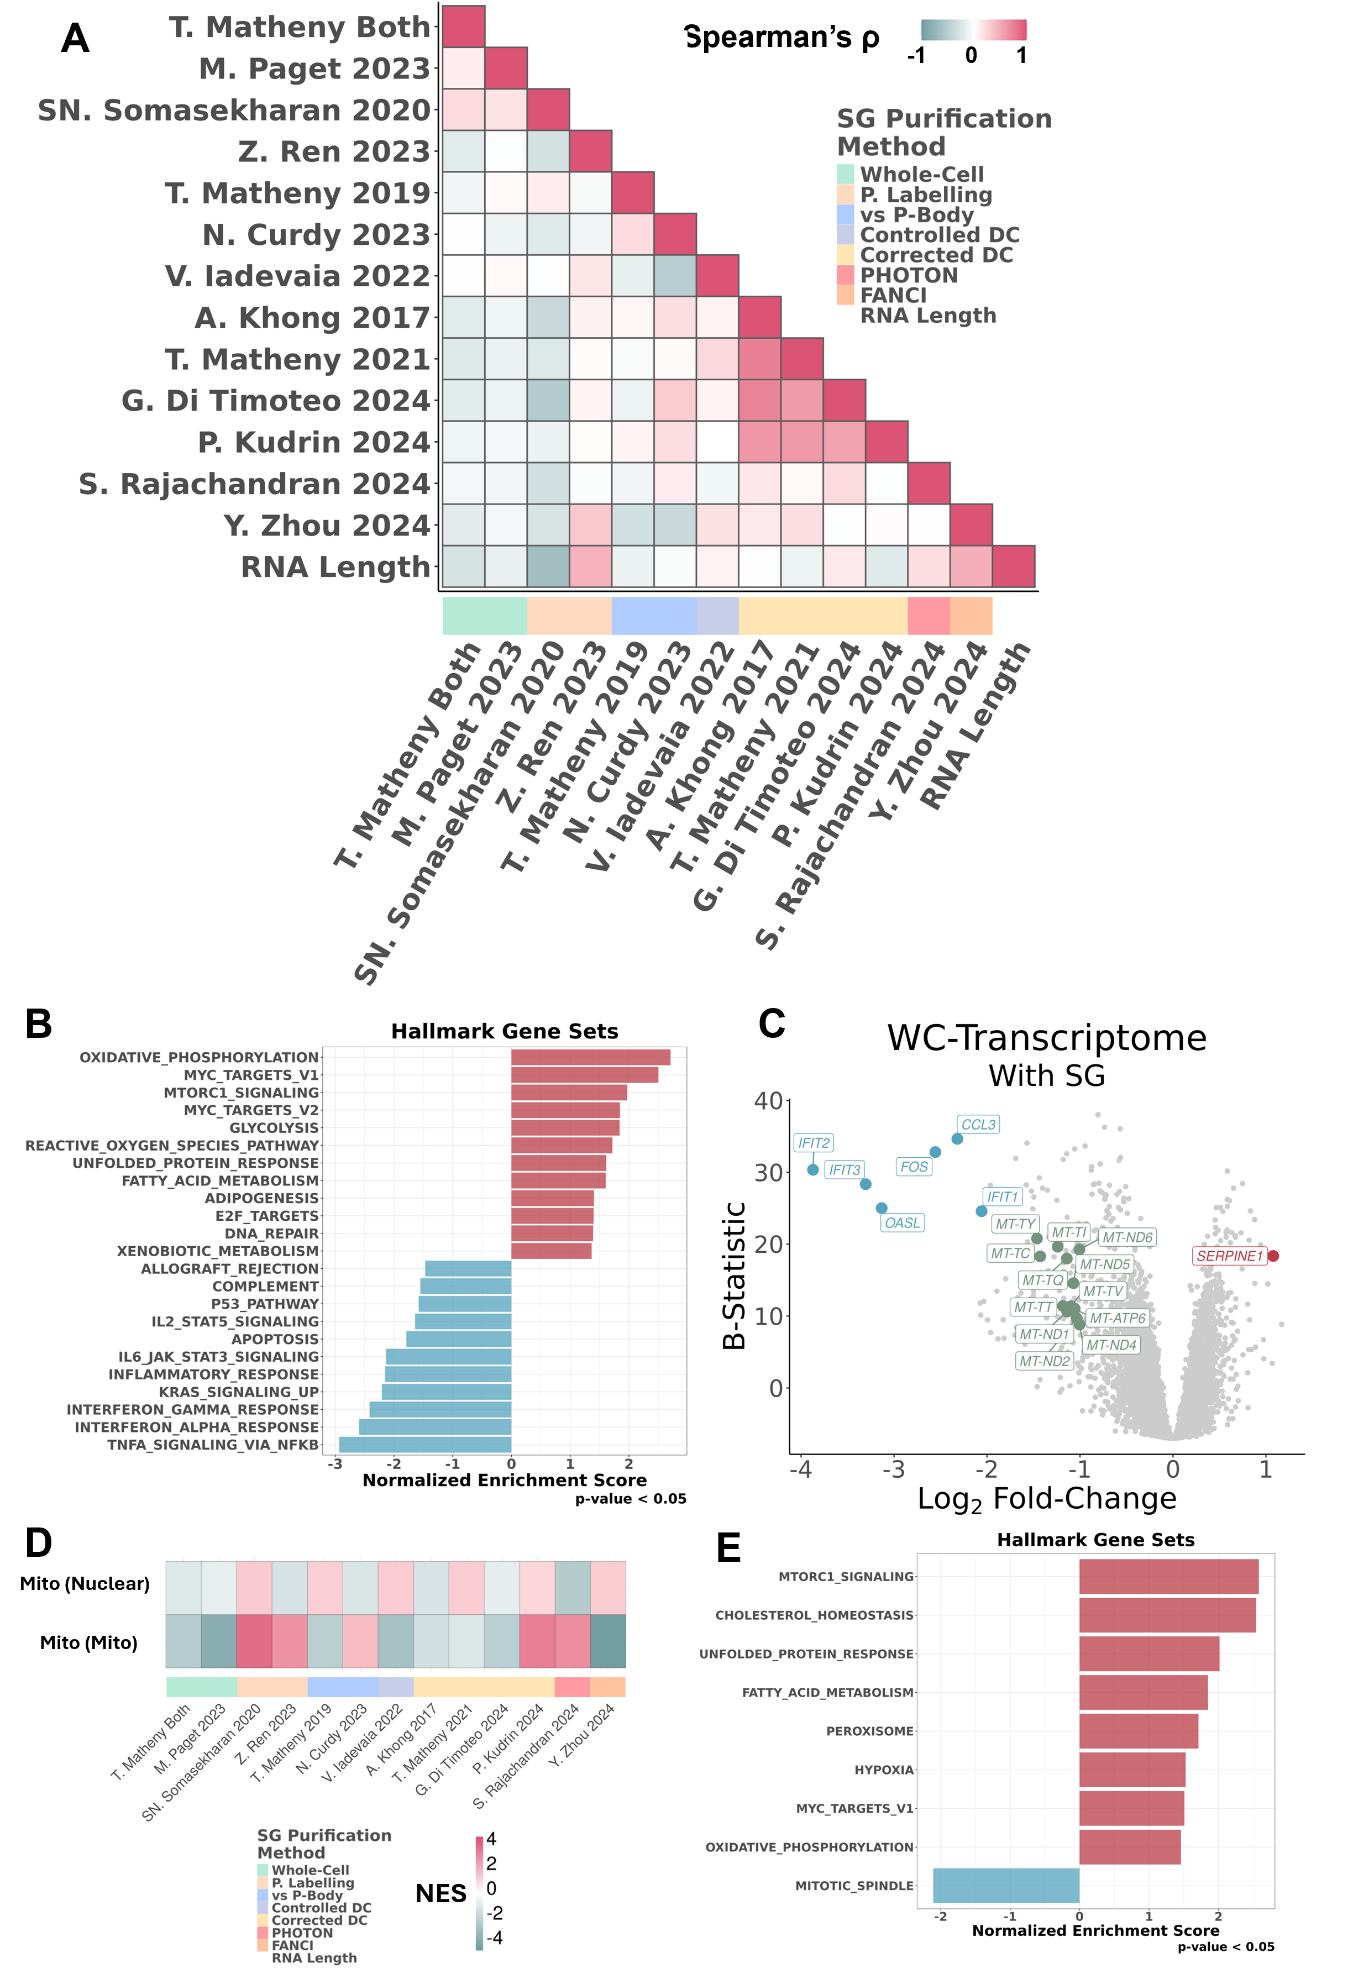 A
Spearman's ρ
-1 0 1
T. Matheny Both
M. Paget 2023
SN. Somasekharan 2020
Z. Ren 2023
T. Matheny 2019
N. Curdy 2023
V. Iadevaia 2022
A. Khong 2017
T. Matheny 2021
G. Di Timoteo 2024
P. Kudrin 2024
S. Rajachandran 2024
Y. Zhou 2024
RNA Length
SG Purification
Method
Whole-Cell
P. Labelling
vs P-Body
Controlled DC
Corrected DC
PHOTON
FANCI
RNA Length
T. Matheny Both
M. Paget 2023
SN. Somasekharan 2020
Z. Ren 2023
T. Matheny 2019
N. Curdy 2023
V. Iadevaia 2022
A. Khong 2017
T. Matheny 2021
G. Di Timoteo 2024
P. Kudrin 2024
S. Rajachandran 2024
Y. Zhou 2024
RNA Length
B
Hallmark Gene Sets
OXIDATIVE_PHOSPHORYLATION
MYC_TARGETS_V1
MTORC1_SIGNALING
MYC_TARGETS_V2
GLYCOLYSIS
REACTIVE_OXYGEN_SPECIES_PATHWAY
UNFOLDED_PROTEIN_RESPONSE
FATTY_ACID_METABOLISM
ADIPOGENESIS
E2F_TARGETS
DNA_REPAIR
XENOBIOTIC_METABOLISM
ALLOGRAFT_REJECTION
COMPLEMENT
P53_PATHWAY
IL2_STAT5_SIGNALING
APOPTOSIS
IL6_JAK_STAT3_SIGNALING
INFLAMMATORY_RESPONSE
KRAS_SIGNALING_UP
INTERFERON_GAMMA_RESPONSE
INTERFERON_ALPHA_RESPONSE
TNFA_SIGNALING_VIA_NFKB
-3 -2 -1 0 1 2
Normalized Enrichment Score
p-value < 0.05
C
WC-Transcriptome
With SG
B-Statistic
40
30
20
10
0
CCL3
IFIT2
FOS
IFIT3
IFIT1
OASL
MT-TY
MT-TI
MT-ND6
MT-TC
SERPINE1
MT-ND5
MT-TQ
MT-TV
MT-TT
MT-ATP6
MT-ND1
MT-ND4
MT-ND2
-4 -3 -2 -1 0 1
Log2 Fold-Change
D
Mito (Nuclear)
Mito (Mito)
T. Matheny Both
M. Paget 2023
SN. Somasekharan 2020
Z. Ren 2023
T. Matheny 2019
N. Curdy 2023
V. Iadevaia 2022
A. Khong 2017
T. Matheny 2021
G. Di Timoteo 2024
P. Kudrin 2024
S. Rajachandran 2024
Y. Zhou 2024
SG Purification
Method
Whole-Cell
P. Labelling
vs P-Body
Controlled DC
Corrected DC
PHOTON
FANCI
RNA Length
NES
4
2
0
-2
-4
E
Hallmark Gene Sets
MTORC1_SIGNALING
CHOLESTEROL_HOMEOSTASIS
UNFOLDED_PROTEIN_RESPONSE
FATTY_ACID_METABOLISM
PEROXISOME
HYPOXIA
MYC_TARGETS_V1
OXIDATIVE_PHOSPHORYLATION
MITOTIC_SPINDLE
-2 -1 0 1 2
Normalized Enrichment Score
p-value < 0.05